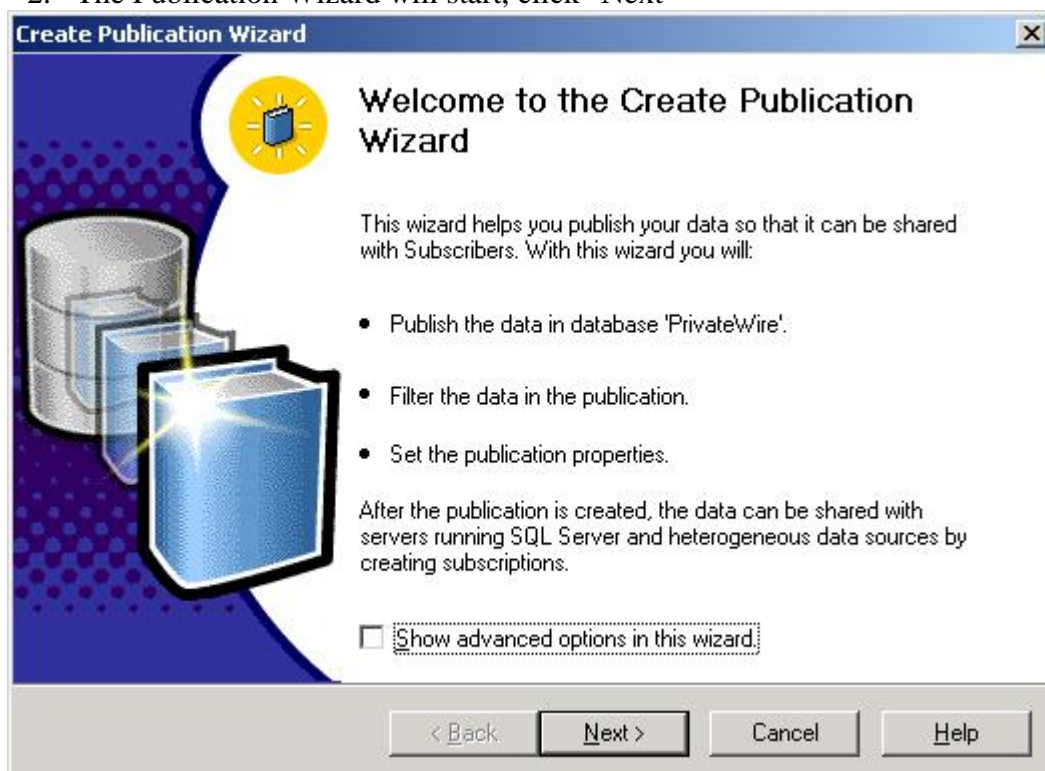 2. The Publication Wizard will start, click "Next"
Create Publication Wizard
Welcome to the Create Publication
Wizard
This wizard helps you publish your data so that it can be shared
with Subscribers. With this wizard you will:
• Publish the data in database 'PrivateWire'.
• Filter the data in the publication.
• Set the publication properties.
After the publication is created, the data can be shared with
servers running SQL Server and heterogeneous data sources by
creating subscriptions.
Show advanced options in this wizard.
< Back Next > Cancel Help